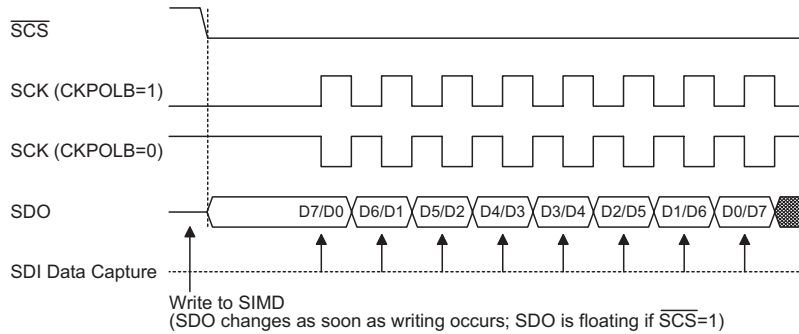 SCS
SCK (CKPOLB=1)
SCK (CKPOLB=0)
SDO
D7/D0 D6/D1 D5/D2 D4/D3 D3/D4 D2/D5 D1/D6 D0/D7
SDI Data Capture
Write to SIMD
(SDO changes as soon as writing occurs; SDO is floating if SCS=1)